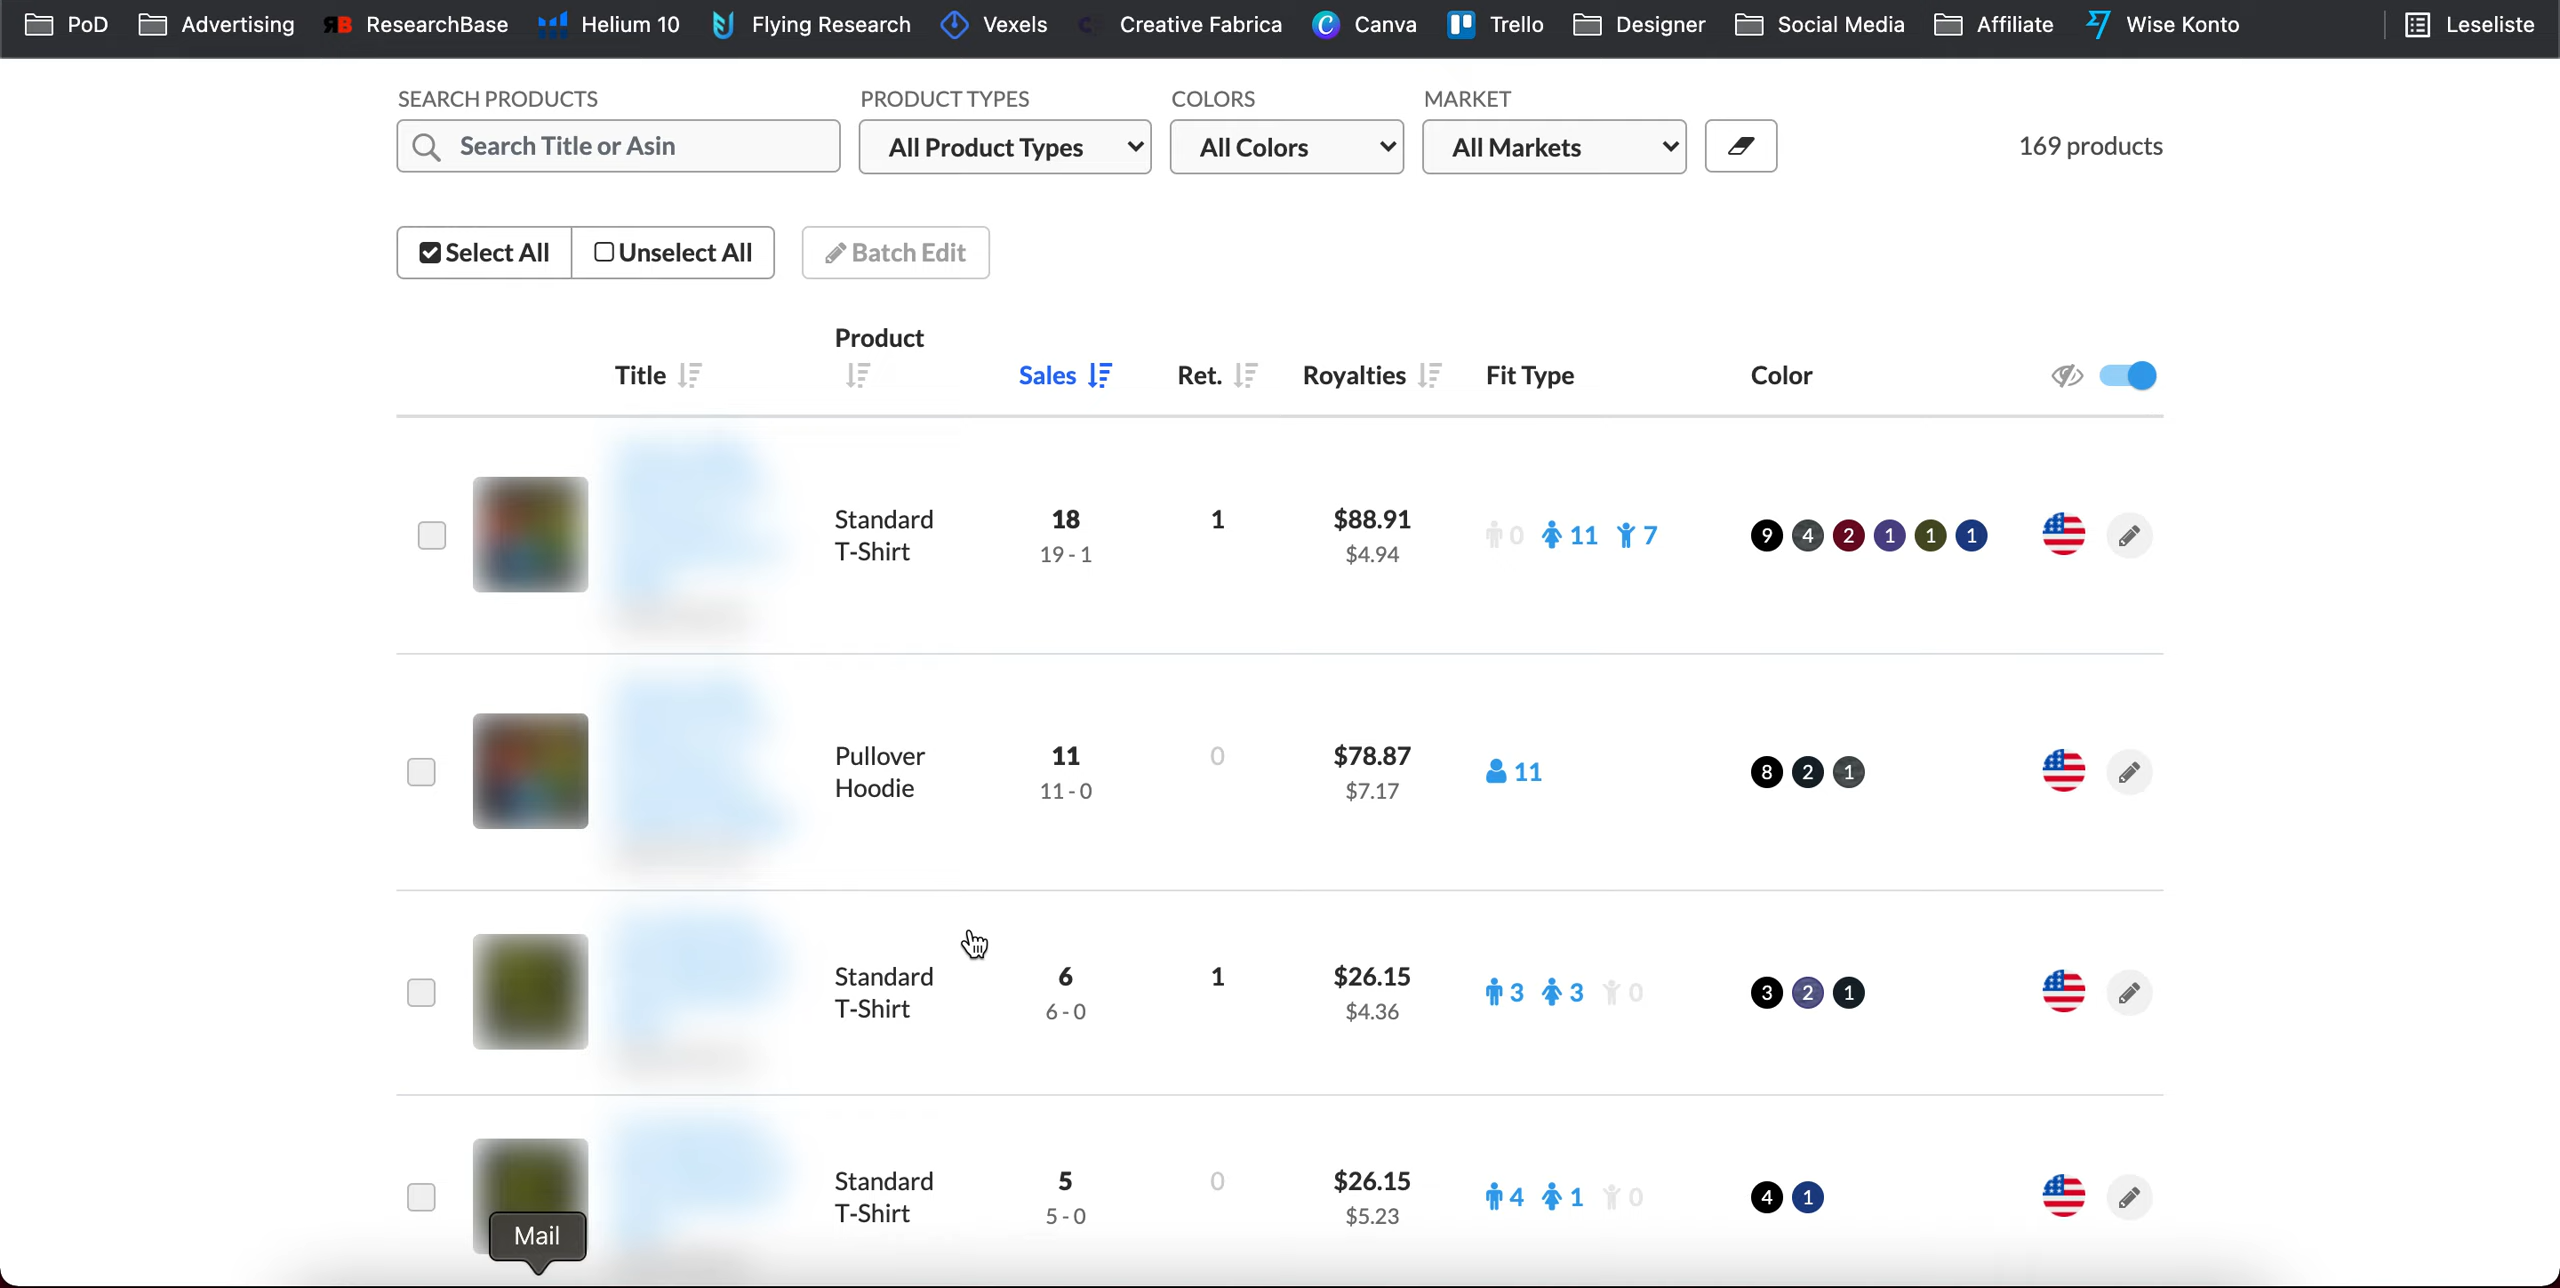 PoD Advertising ResearchBase Helium 10 Flying Research Vexels Creative Fabrica Canva Trello Designer Social Media Affiliate Wise Konto Leseliste
SEARCH PRODUCTS PRODUCT TYPES COLORS MARKET
Search Title or Asin All Product Types All Colors All Markets 169 products
Select All Unselect All Batch Edit
Product
Title Sales Ret. Royalties Fit Type Color
Standard 18 1 $88.91
0 11 7 9 4 2 1 1 1
T-Shirt 19 - 1 $4.94
Pullover 11 0 $78.87
11 8 2 1
Hoodie 11 - 0 $7.17
Standard 6 1 $26.15
3 3 0 3 2 1
T-Shirt 6 - 0 $4.36
Standard 5 0 $26.15
4 1 0 4 1
T-Shirt 5 - 0 $5.23
Mail